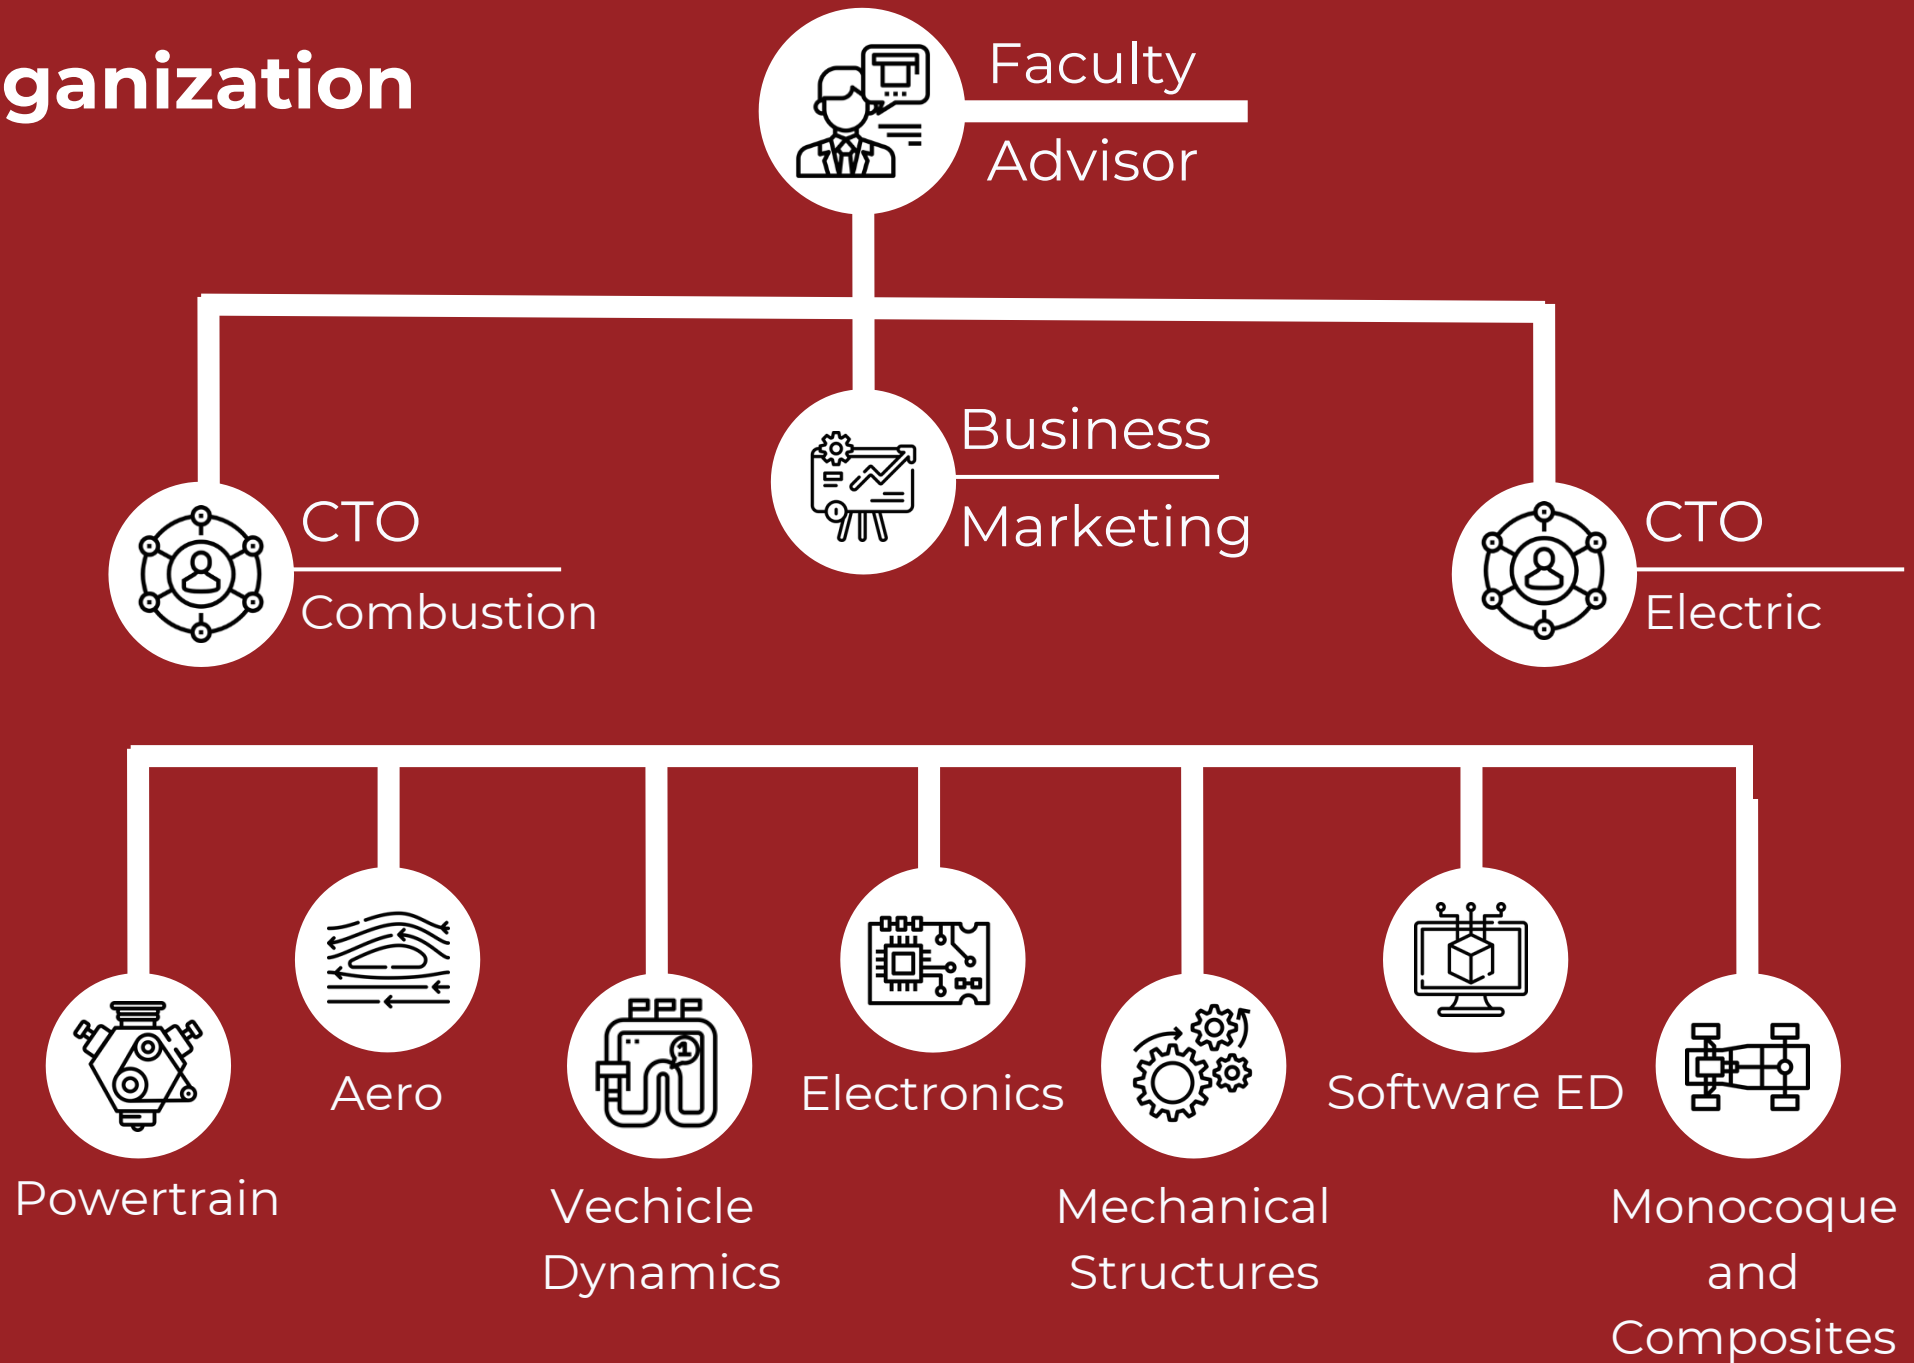 ganization
Faculty
Advisor
Business
Marketing
CTO
Combustion
CTO
Electric
Powertrain
Aero
Vechicle
Dynamics
Electronics
Mechanical
Structures
Software ED
Monocoque
and
Composites